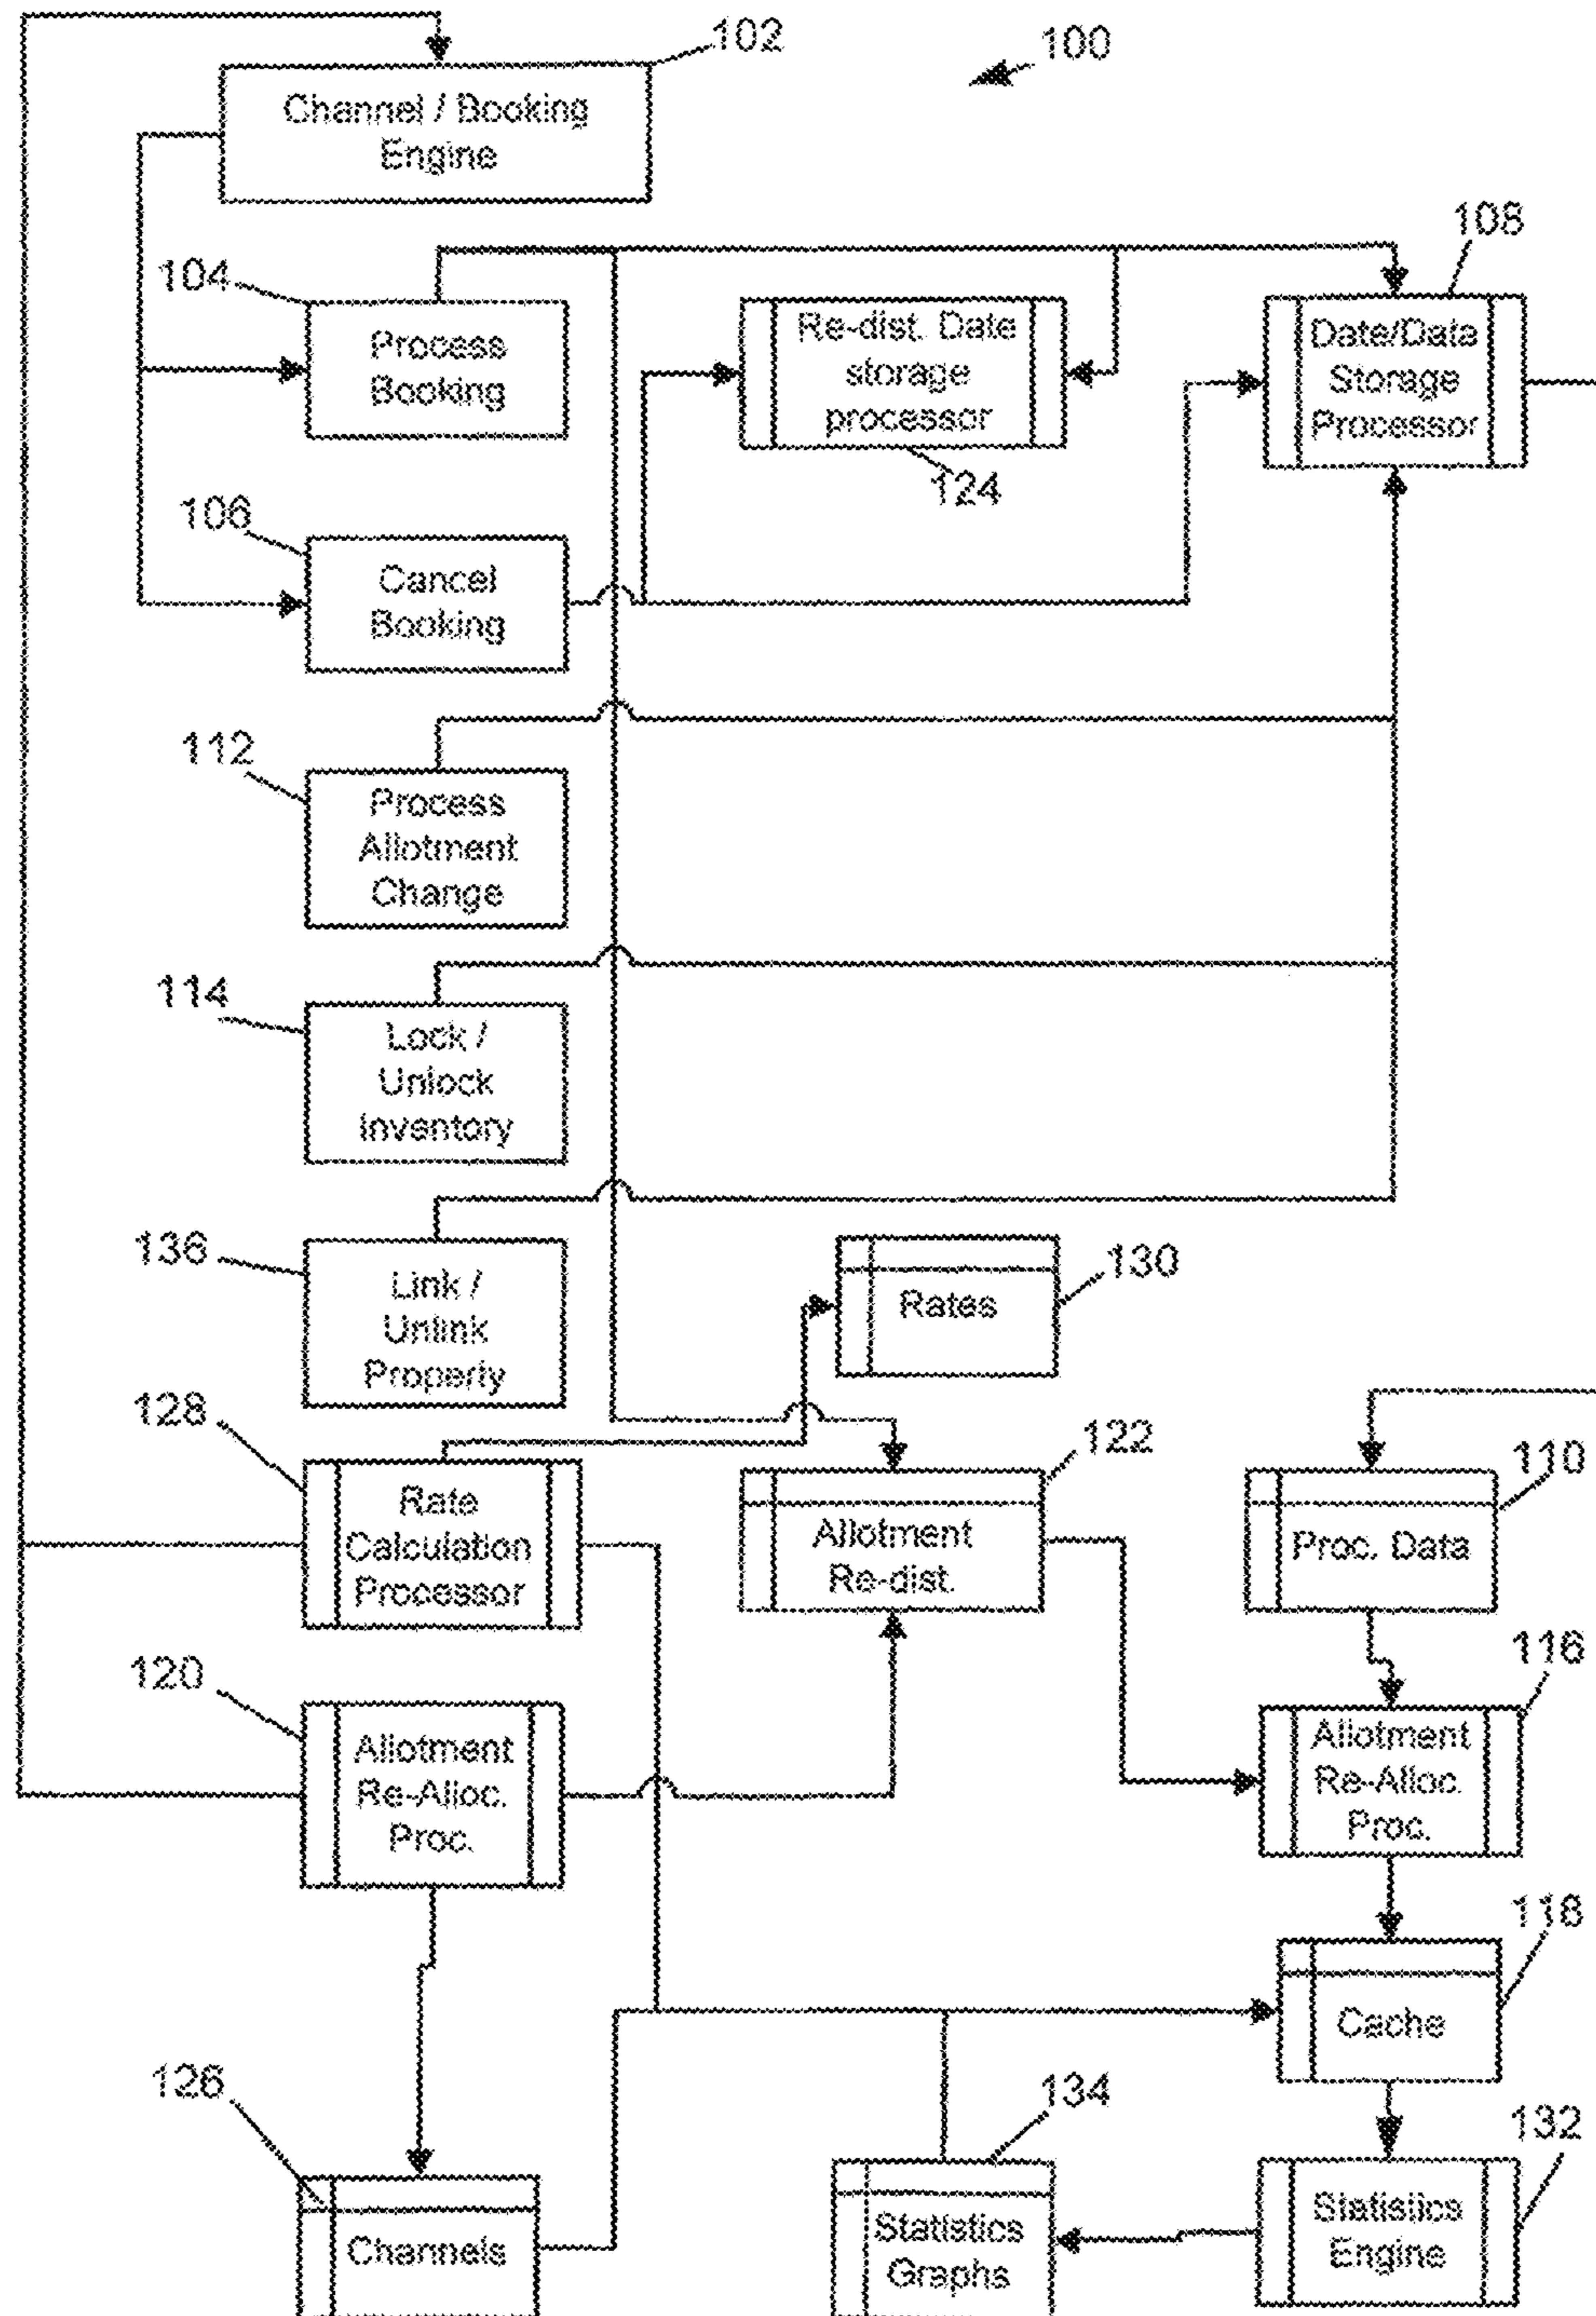 102
100
Channel / Booking
Engine
108
104
Process
Booking
Re-dist. Date
storage
processor
124
Date/Data
Storage
Processor
106
Cancel
Booking
112
Process
Allotment
Change
114
Lock /
Unlock
Inventory
136
Link /
Unlink
Property
130
Rates
128
Rate
Calculation
Processor
122
Allotment
Re-dist.
110
Proc. Data
120
Allotment
Re-Alloc.
Proc.
116
Allotment
Re-Alloc.
Proc.
118
Cache
126
Channels
134
Statistics
Graphs
132
Statistics
Engine